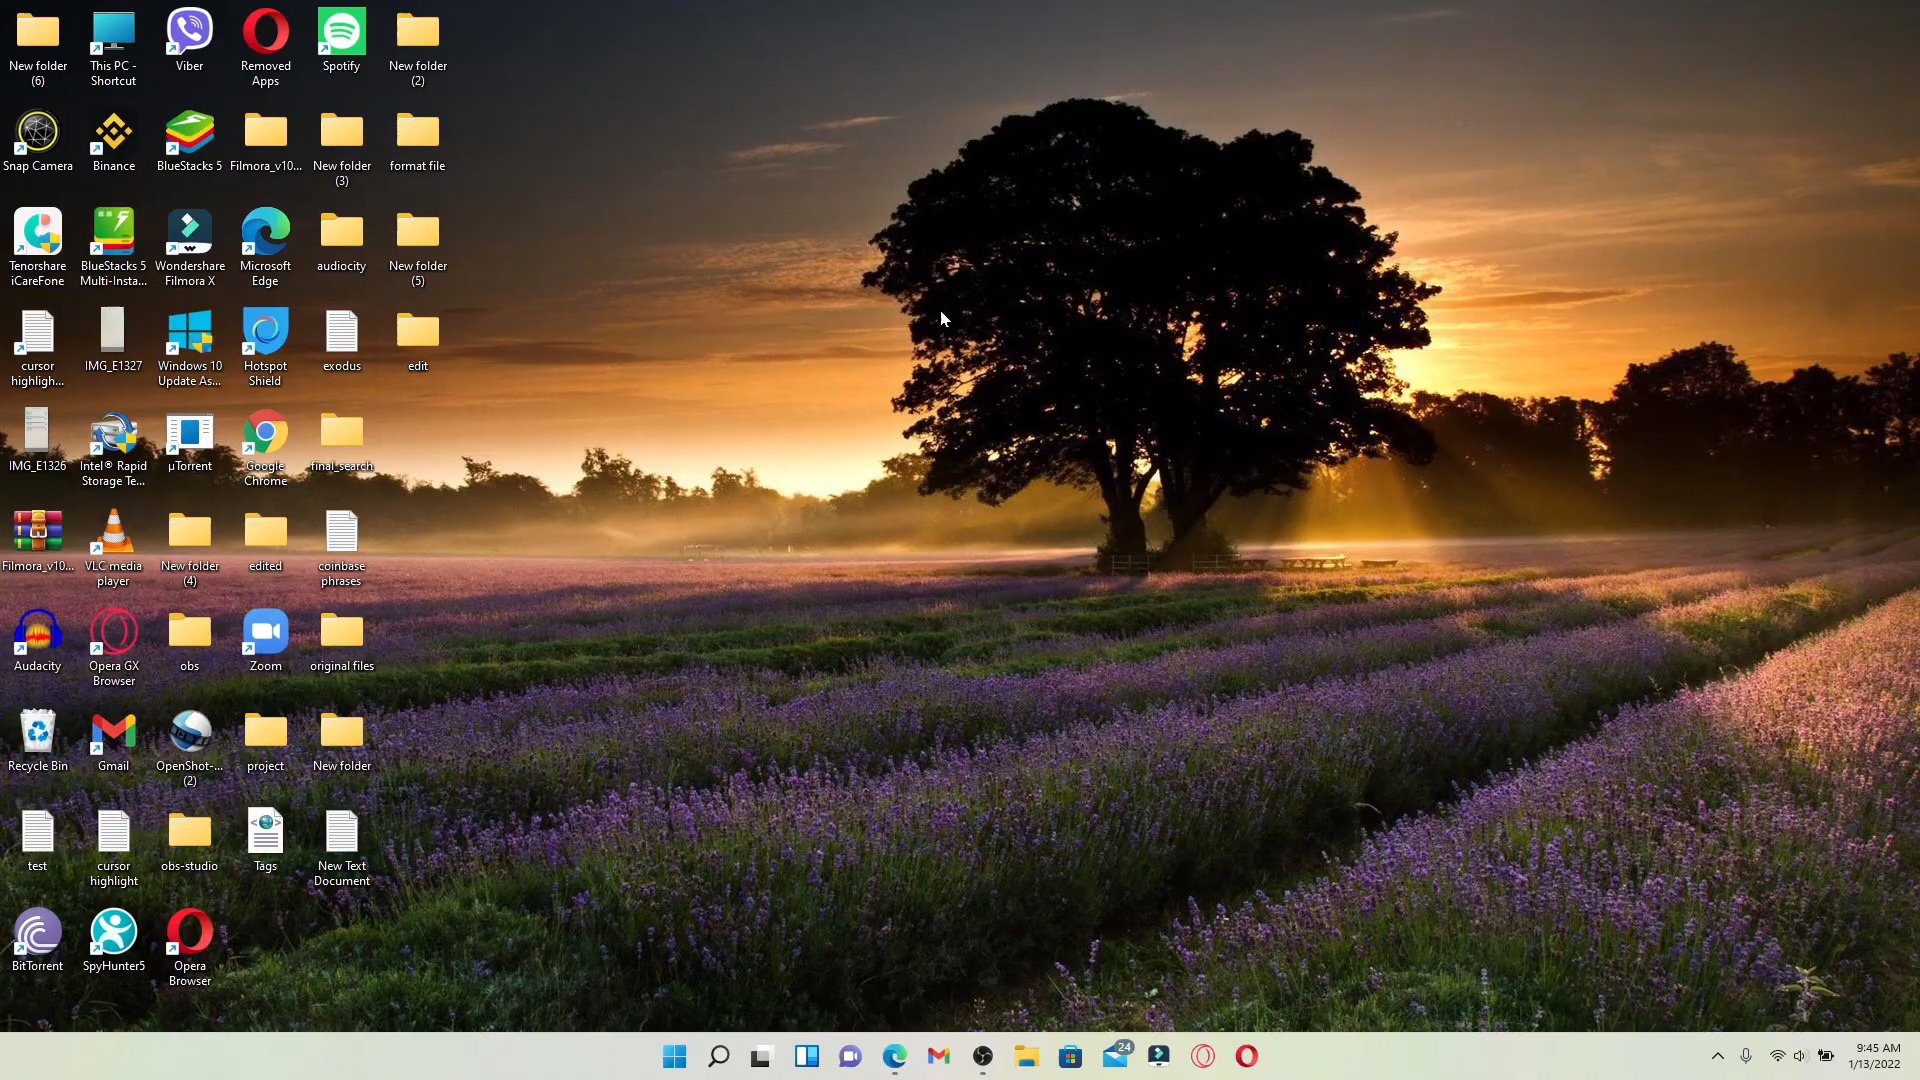 New folder
(6)
This PC -
Shortcut
Viber
Removed
Apps
Spotify
New folder
(2)
Snap Camera
Binance
BlueStacks 5
Filmora_v10...
New folder
(3)
format file
Tenorshare
iCareFone
BlueStacks 5
Multi-Insta...
Wondershare
Filmora X
Microsoft
Edge
audiocity
New folder
(5)
cursor
highligh...
IMG_E1327
Windows 10
Update As...
Hotspot
Shield
exodus
edit
IMG_E1326
Intel® Rapid
Storage Te...
µTorrent
Google
Chrome
final_search
Filmora_v10...
VLC media
player
New folder
(4)
edited
coinbase
phrases
Audacity
Opera GX
Browser
obs
Zoom
original files
Recycle Bin
Gmail
OpenShot-...
(2)
project
New folder
test
cursor
highlight
obs-studio
Tags
New Text
Document
BitTorrent
SpyHunter5
Opera
Browser
24
9:45 AM
1/13/2022